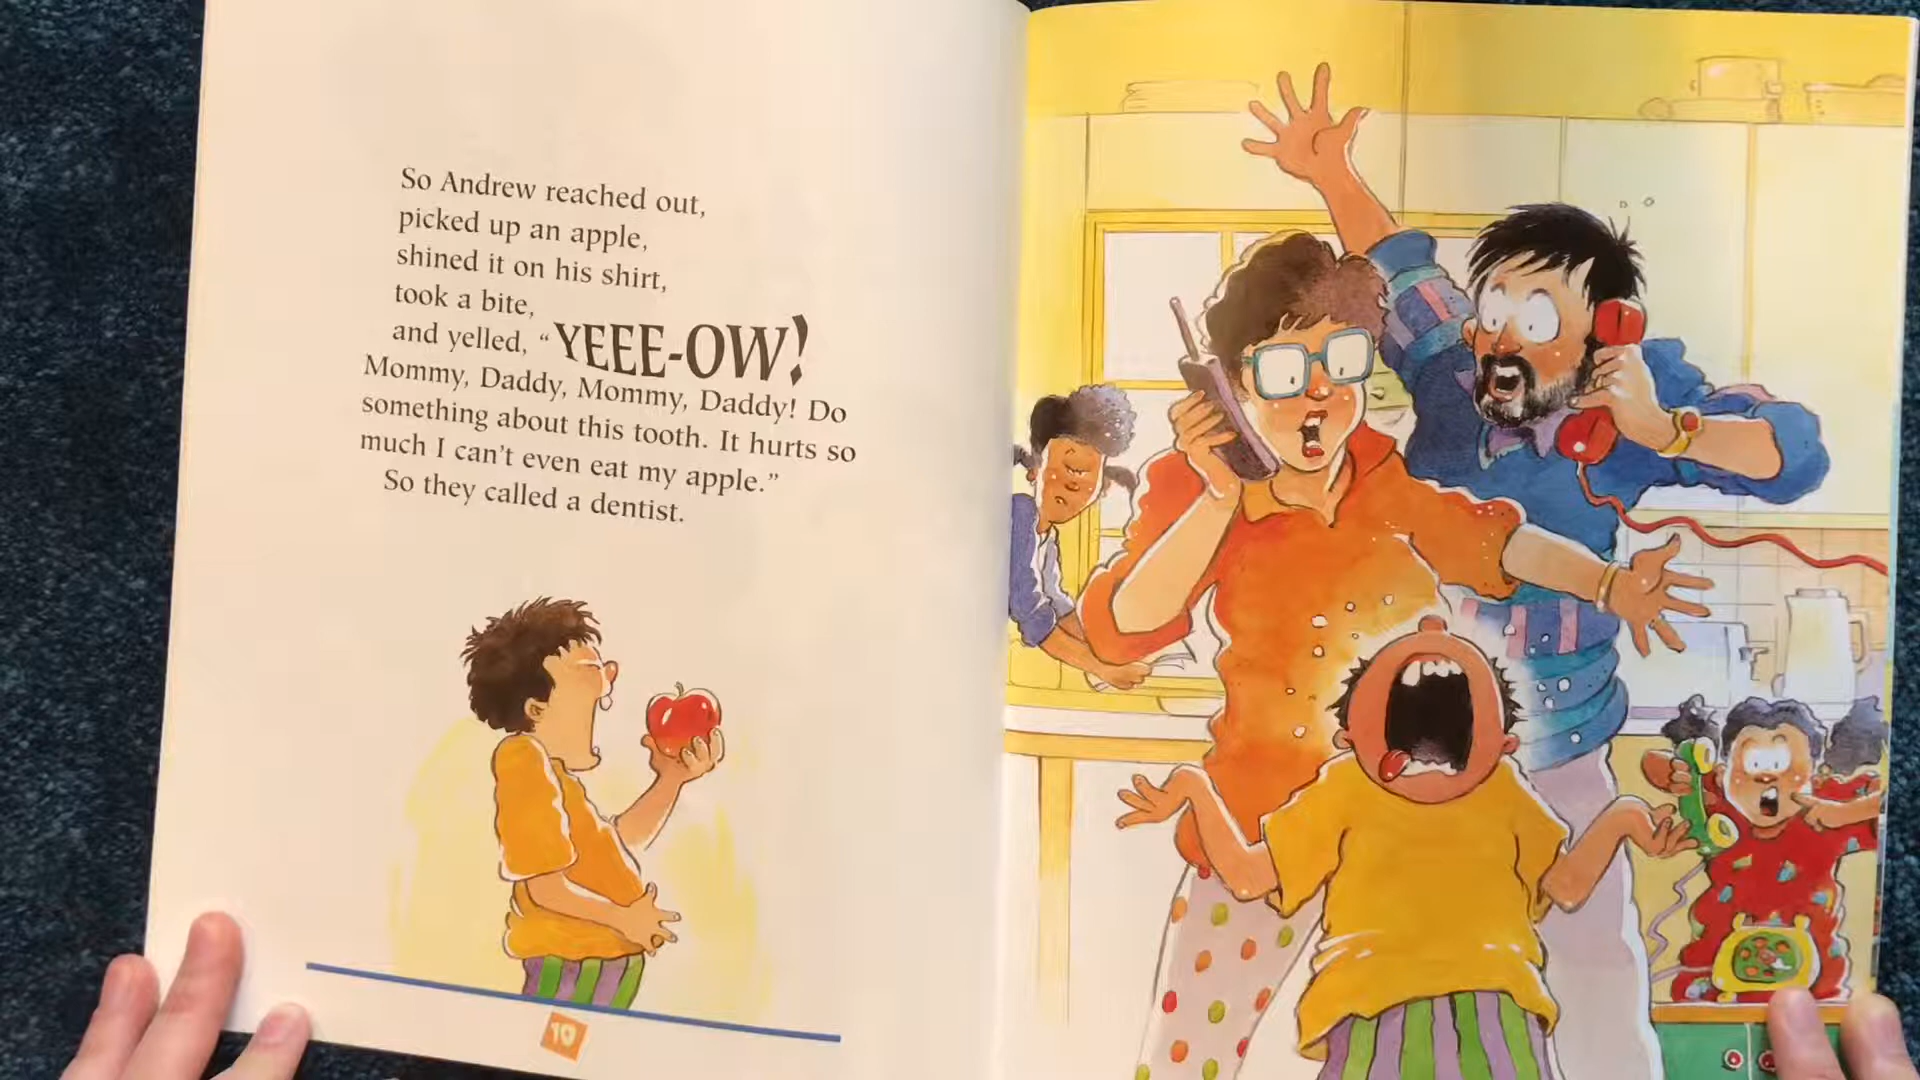 So Andrew reached out,
picked up an apple,
shined it on his shirt,
took a bite,
and yelled, “YEEE-OW!
Mommy, Daddy, Mommy, Daddy! Do
something about this tooth. It hurts so
much I can’t even eat my apple.”
So they called a dentist.
10